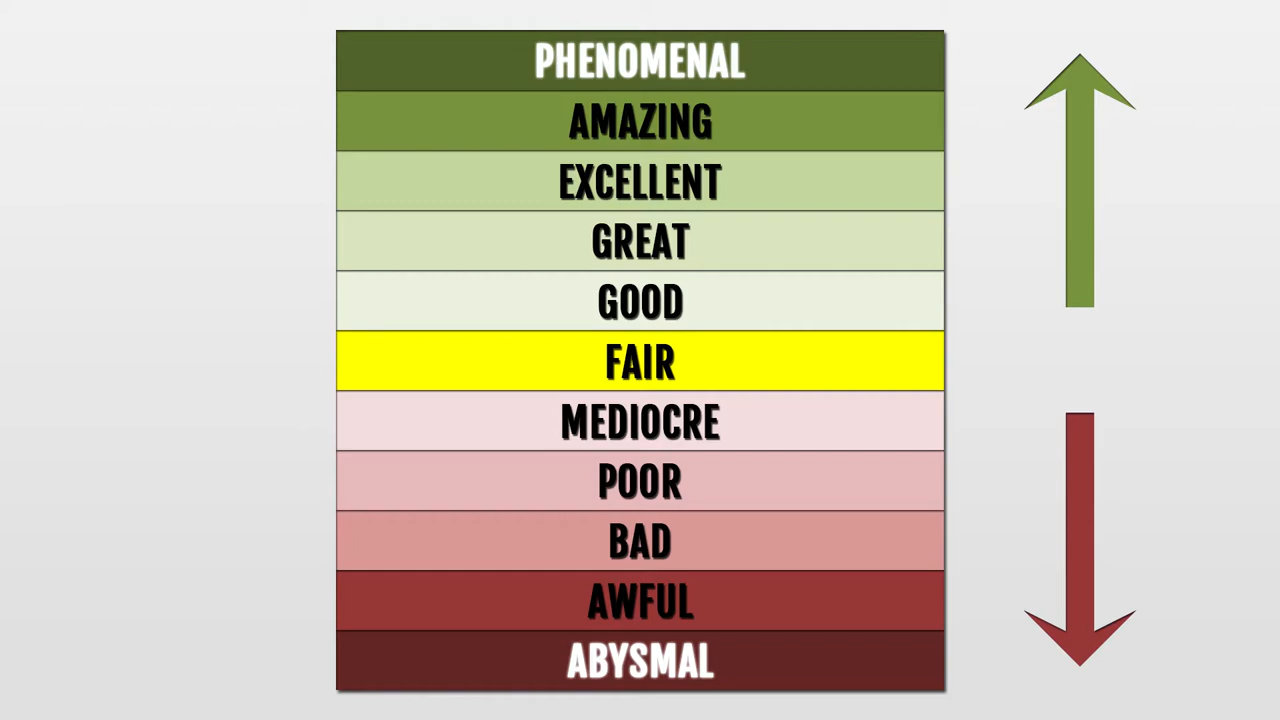 PHENOMENAL
AMAZING
EXCELLENT
GREAT
GOOD
FAIR
MEDIOCRE
POOR
BAD
AWFUL
ABYSMAL